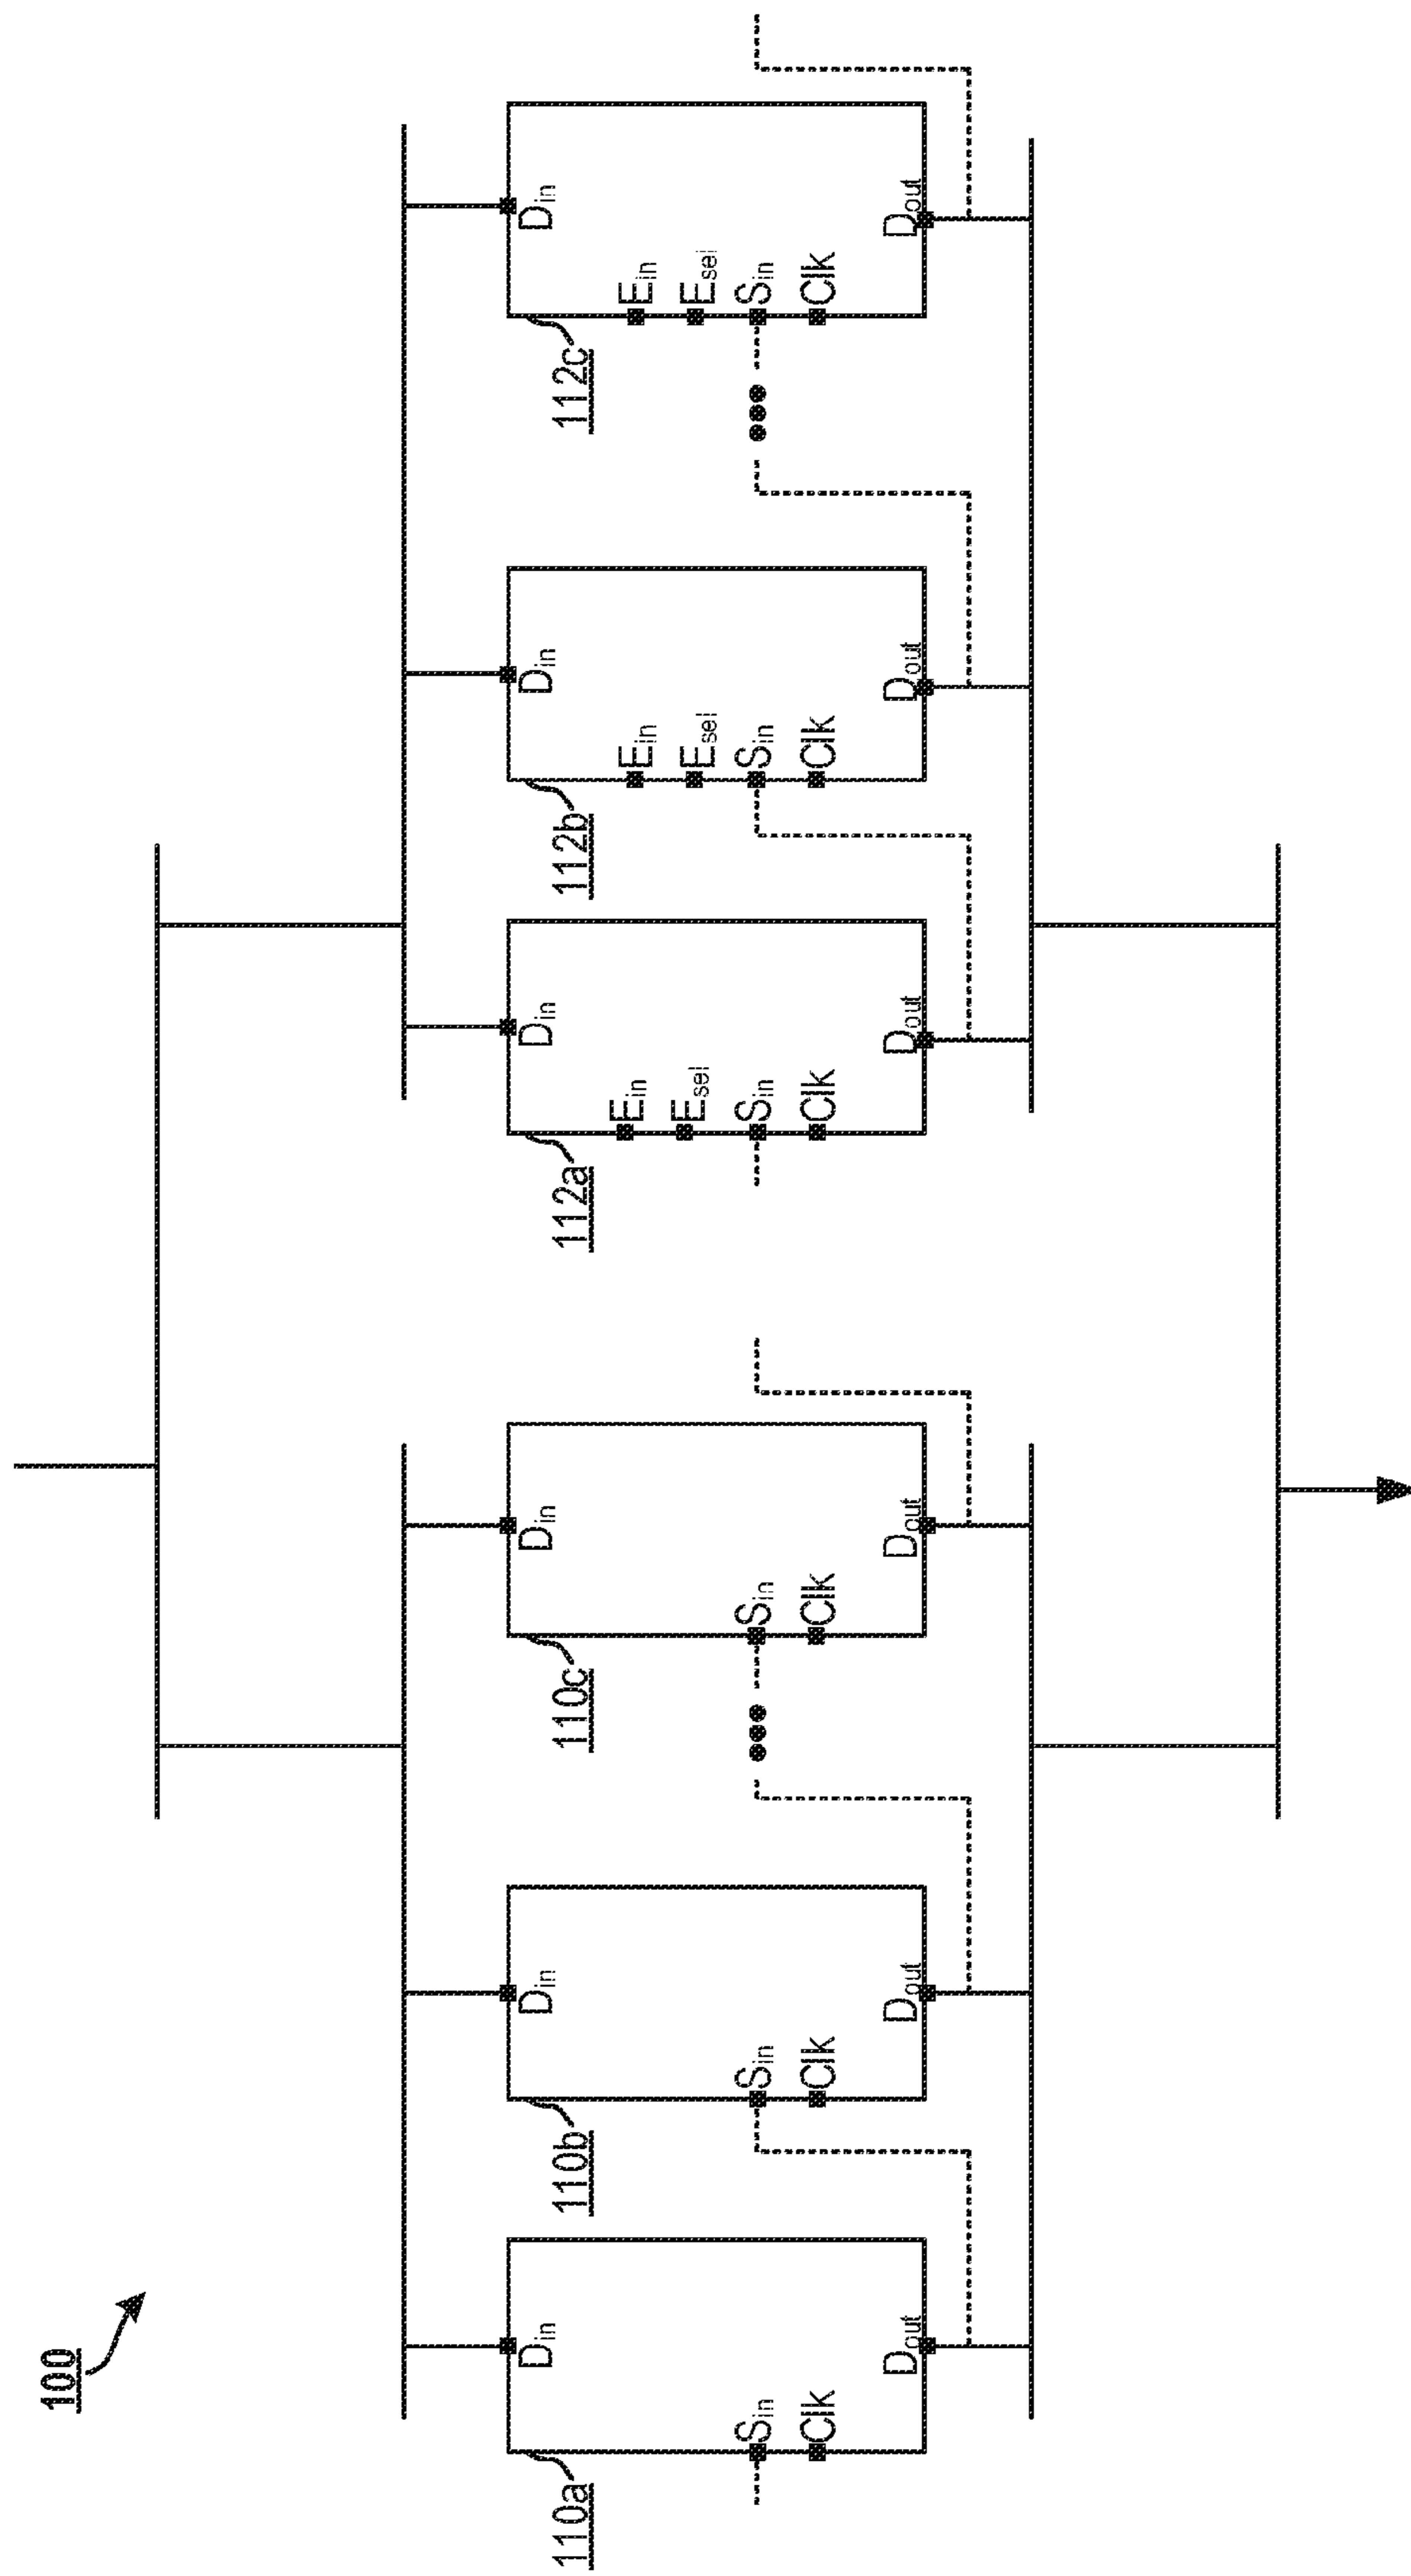 100
110a
Din
Sin
Clk
Dout
110b
Din
Sin
Clk
Dout
110c
Din
Sin
Clk
Dout
112a
Din
Ein
Esel
Sin
Clk
Dout
112b
Din
Ein
Esel
Sin
Clk
Dout
112c
Din
Ein
Esel
Sin
Clk
Dout